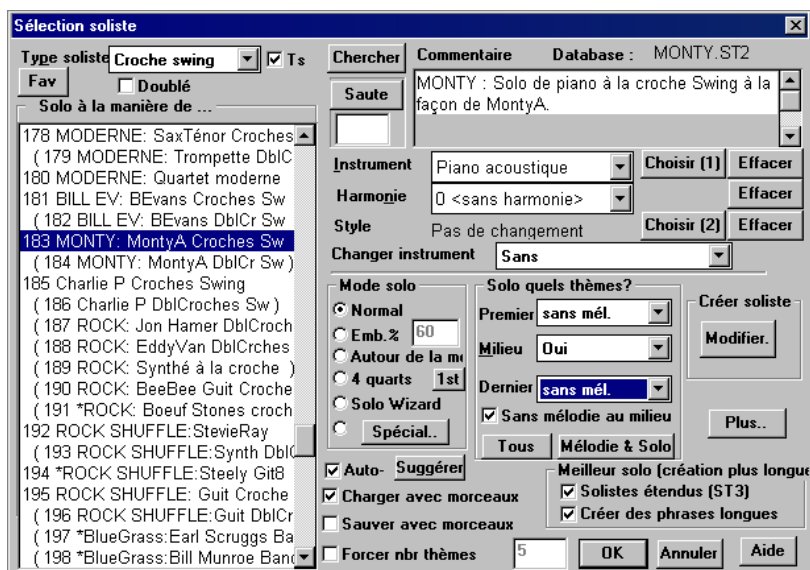 Sélection soliste
Type soliste Croche swing Ts
Fav
Doublé
Solo à la manière de ...
178 MODERNE: SaxTénor Croches
( 179 MODERNE: Trompette DblC
180 MODERNE: Quartet moderne
181 BILL EV: BEvans Croches Sw
( 182 BILL EV: BEvans DblCr Sw
183 MONTY: MontyA Croches Sw
( 184 MONTY: MontyA DblCr Sw )
185 Charlie P Croches Swing
( 186 Charlie P DblCroches Sw )
( 187 ROCK: Jon Hamer DblCroch
( 188 ROCK: EddyVan DblCrches
( 189 ROCK: Synthé à la croche )
( 190 ROCK: BeeBee Guit Croche
( 191 *ROCK: Boeuf Stones croch
192 ROCK SHUFFLE:StevieRay
( 193 ROCK SHUFFLE:Synth DblC
194 *ROCK SHUFFLE:Steely Git8
195 ROCK SHUFFLE: Guit Croche
( 196 ROCK SHUFFLE:Guit DblCr
( 197 *BlueGrass:Earl Scruggs Ba
( 198 *BlueGrass:Bill Munroe Banc
Chercher
Saute
Commentaire Database : MONTY.ST2
MONTY : Solo de piano à la croche Swing à la
façon de MontyA.
Instrument Piano acoustique Choisir (1) Effacer
Harmonie 0 <sans harmonie> Effacer
Style Pas de changement Choisir (2) Effacer
Changer instrument Sans
Mode solo
Normal
Emb.% 60
Autour de la me
4 quarts 1st
Solo Wizard
Spécial..
Solo quels thèmes?
Premier sans mél.
Milieu Oui
Dernier sans mél.
Sans mélodie au milieu
Tous Mélodie & Solo
Créer soliste
Modifier.
Plus..
Auto- Suggérer
Charger avec morceaux
Sauver avec morceaux
Forcer nbr thèmes 5
Meilleur solo (création plus longue
Solistes étendus (ST3)
Créer des phrases longues
OK Annuler Aide